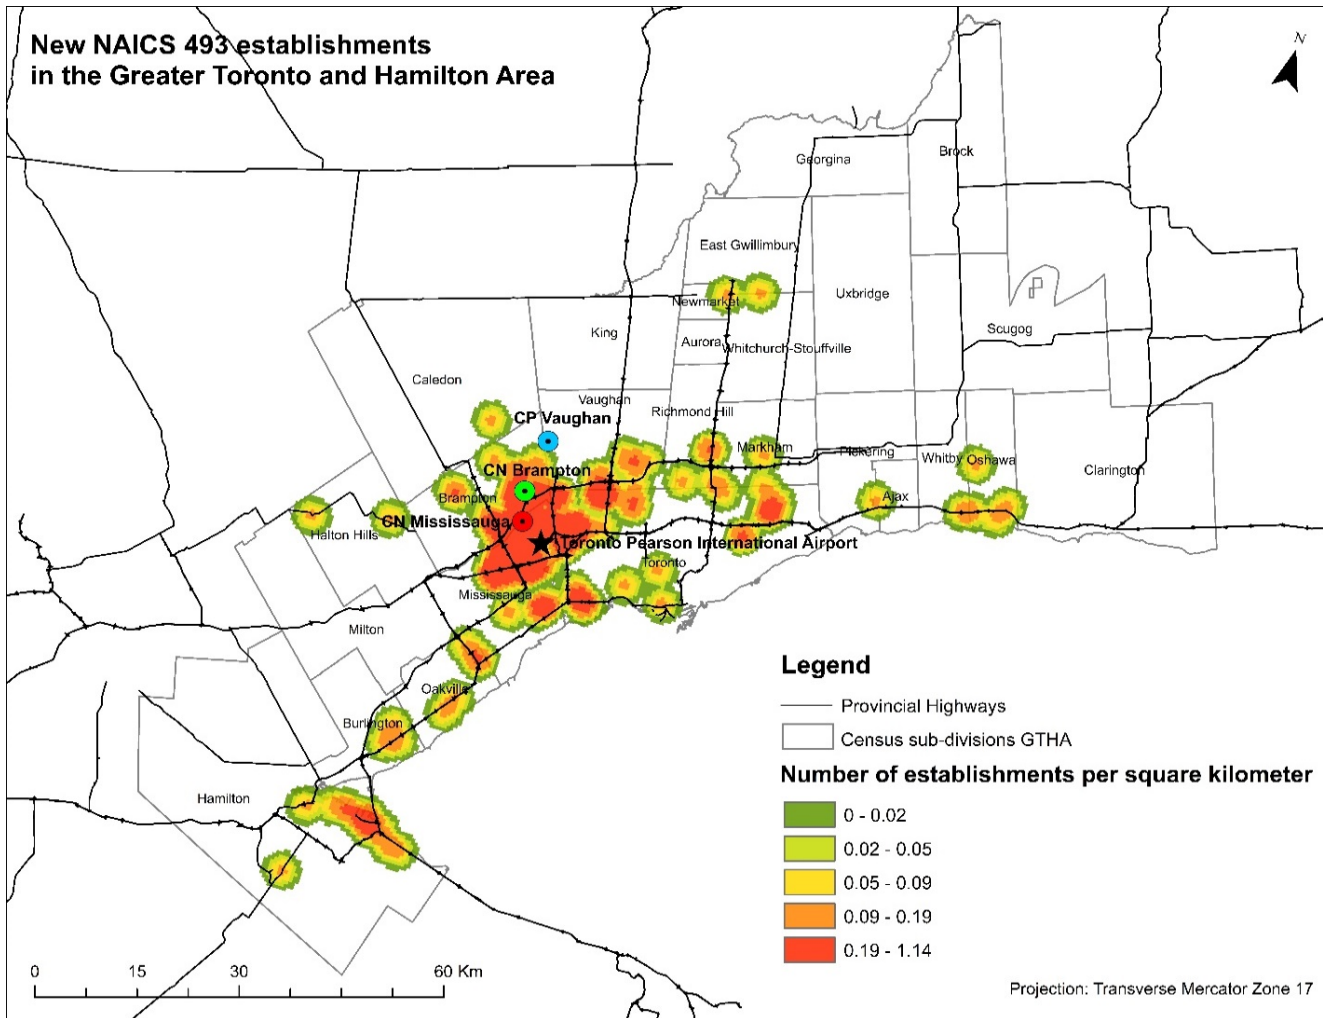 New NAICS 493 establishments
in the Greater Toronto and Hamilton Area
N
Georgina
Brock
East Gwillimbury
Newmarket
Uxbridge
King
Aurora
Whitchurch-Stouffville
Scugog
Caledon
Vaughan
Richmond Hill
CP Vaughan
Markham
Pickering
Whitby
Oshawa
Clarington
CN Brampton
Brampton
Ajax
CN Mississauga
Halton Hills
Toronto Pearson International Airport
Toronto
Mississauga
Milton
Oakville
Burlington
Hamilton
Legend
Provincial Highways
Census sub-divisions GTHA
Number of establishments per square kilometer
0 - 0.02
0.02 - 0.05
0.05 - 0.09
0.09 - 0.19
0.19 - 1.14
0 15 30 60 Km
Projection: Transverse Mercator Zone 17